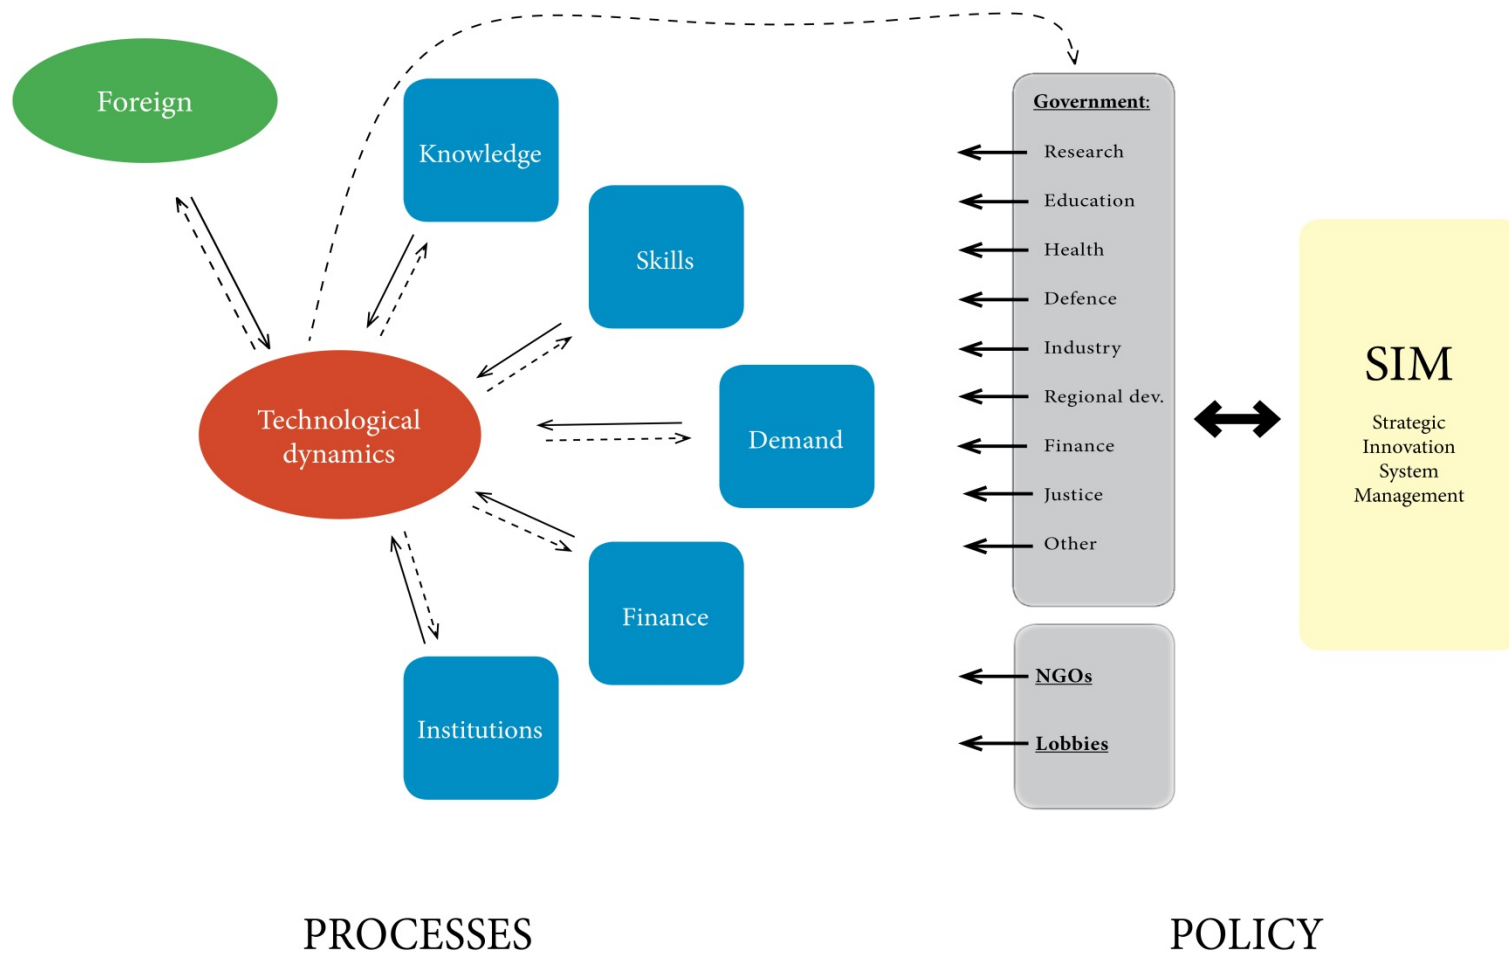 Foreign
Knowledge
Skills
Technological
dynamics
Demand
Finance
Institutions
Government:
Research
Education
Health
Defence
Industry
Regional dev.
Finance
Justice
Other
NGOs
Lobbies
SIM
Strategic
Innovation
System
Management
PROCESSES
POLICY